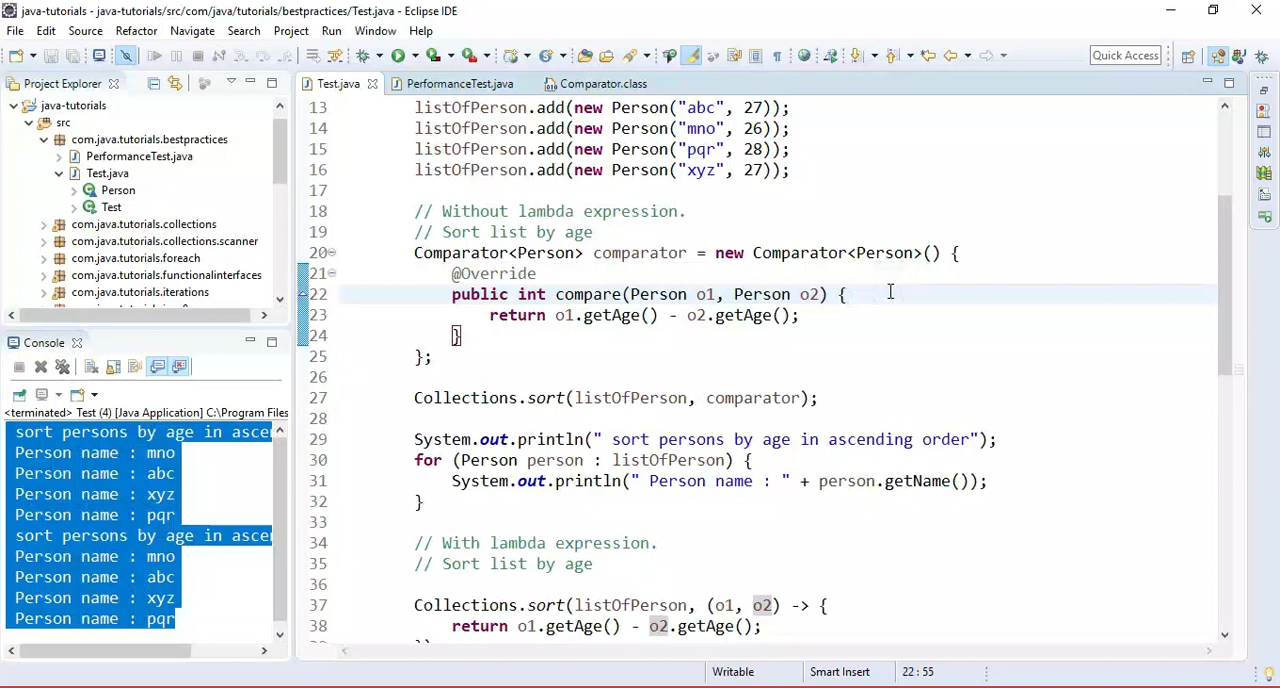 java-tutorials - java-tutorials/src/com/java/tutorials/bestpractices/Test.java - Eclipse IDE
File Edit Source Refactor Navigate Search Project Run Window Help
Quick Access
Project Explorer
java-tutorials
src
com.java.tutorials.bestpractices
PerformanceTest.java
Test.java
Person
Test
com.java.tutorials.collections
com.java.tutorials.collections.scanner
com.java.tutorials.foreach
com.java.tutorials.functionalinterfaces
com.java.tutorials.iterations
Console
<terminated> Test (4) [Java Application] C:\Program Files
sort persons by age in ascen
Person name : mno
Person name : abc
Person name : xyz
Person name : pqr
sort persons by age in ascen
Person name : mno
Person name : abc
Person name : xyz
Person name : pqr
Test.java PerformanceTest.java Comparator.class
13 listOfPerson.add(new Person("abc", 27));
14 listOfPerson.add(new Person("mno", 26));
15 listOfPerson.add(new Person("pqr", 28));
16 listOfPerson.add(new Person("xyz", 27));
17
18 // Without lambda expression.
19 // Sort list by age
20 Comparator<Person> comparator = new Comparator<Person>() {
21 @Override
22 public int compare(Person o1, Person o2) {
23 return o1.getAge() - o2.getAge();
24 }
25 };
26
27 Collections.sort(listOfPerson, comparator);
28
29 System.out.println(" sort persons by age in ascending order");
30 for (Person person : listOfPerson) {
31 System.out.println(" Person name : " + person.getName());
32 }
33
34 // With lambda expression.
35 // Sort list by age
36
37 Collections.sort(listOfPerson, (o1, o2) -> {
38 return o1.getAge() - o2.getAge();
Writable Smart Insert 22 : 55